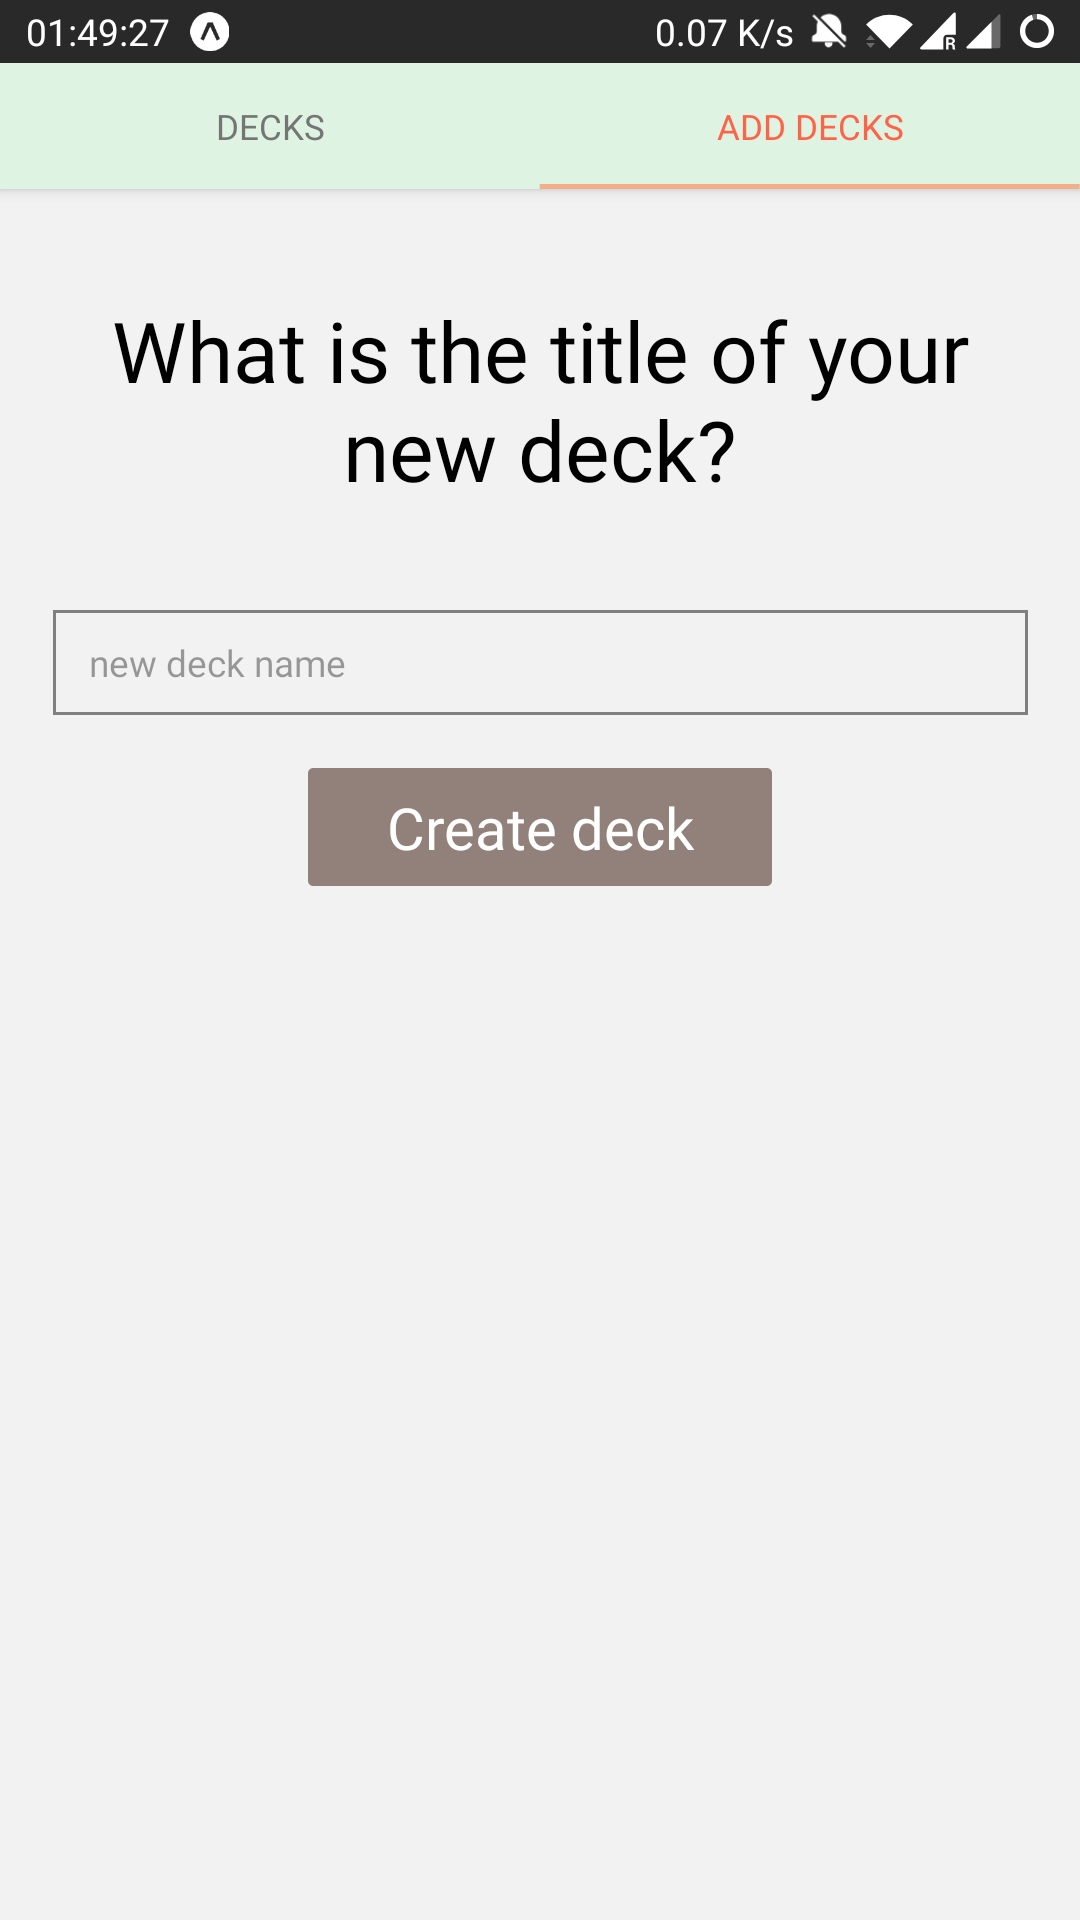 01:49:27 0.07 K/s R
DECKS ADD DECKS
What is the title of your
new deck?
new deck name
Create deck